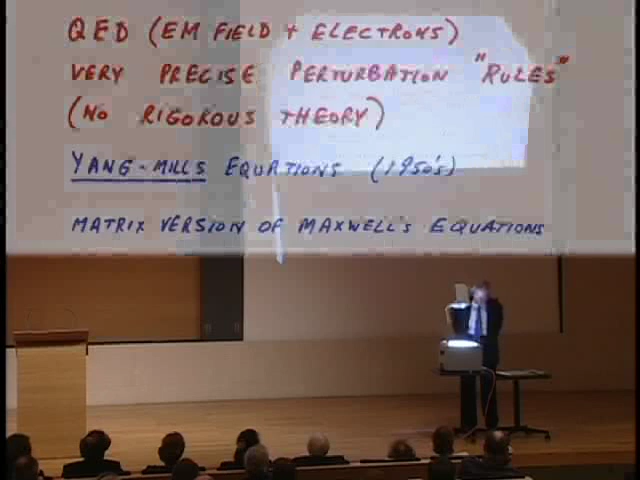 QED (EM FIELD + ELECTRONS)
VERY PRECISE PERTURBATION "RULES"
(NO RIGOROUS THEORY)
YANG-MILLS EQUATIONS (1950's)
MATRIX VERSION OF MAXWELL'S EQUATIONS